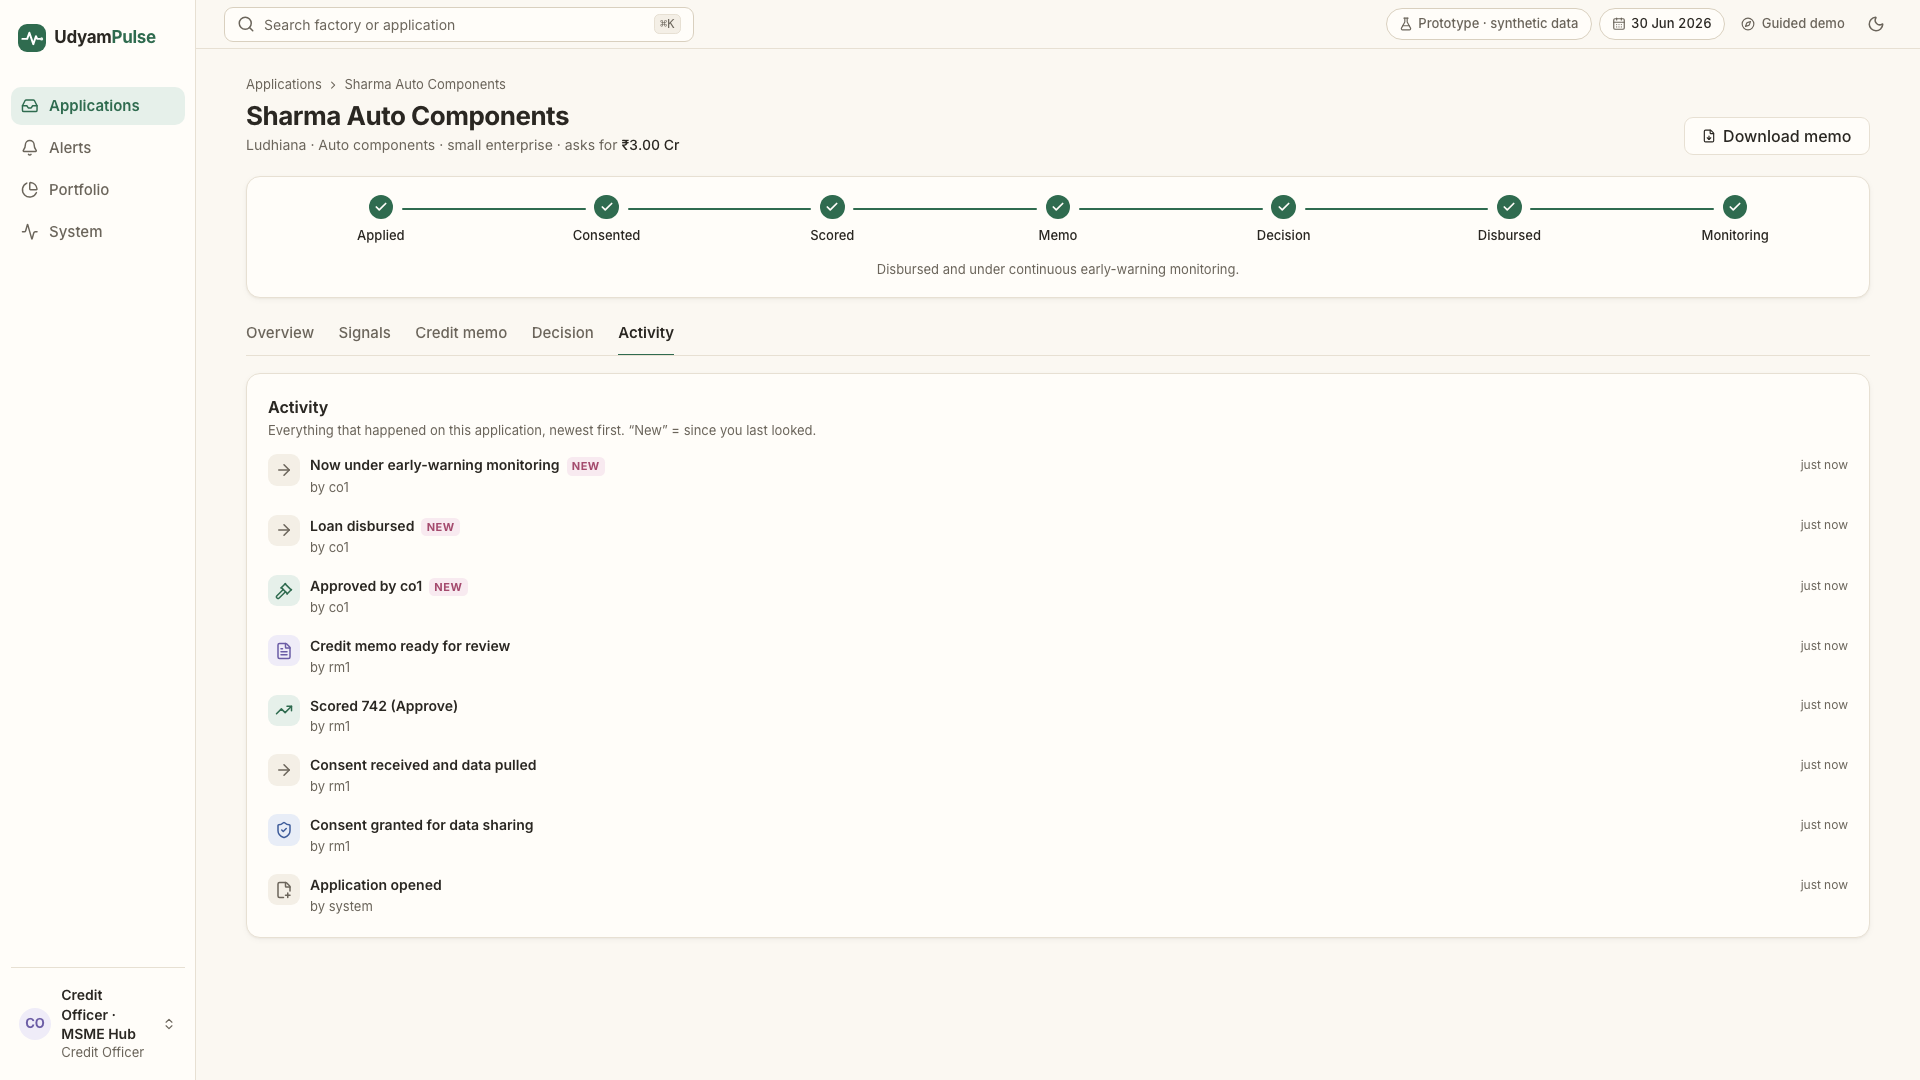 UdyamPulse
Search factory or application
⌘K
Prototype · synthetic data
30 Jun 2026
Guided demo
Applications
Alerts
Portfolio
System
Applications › Sharma Auto Components
Sharma Auto Components
Ludhiana · Auto components · small enterprise · asks for ₹3.00 Cr
Download memo
Applied
Consented
Scored
Memo
Decision
Disbursed
Monitoring
Disbursed and under continuous early-warning monitoring.
Overview
Signals
Credit memo
Decision
Activity
Activity
Everything that happened on this application, newest first. “New” = since you last looked.
Now under early-warning monitoring NEW
just now
by co1
Loan disbursed NEW
just now
by co1
Approved by co1 NEW
just now
by co1
Credit memo ready for review
just now
by rm1
Scored 742 (Approve)
just now
by rm1
Consent received and data pulled
just now
by rm1
Consent granted for data sharing
just now
by rm1
Application opened
just now
by system
CO
Credit
Officer ·
MSME Hub
Credit Officer